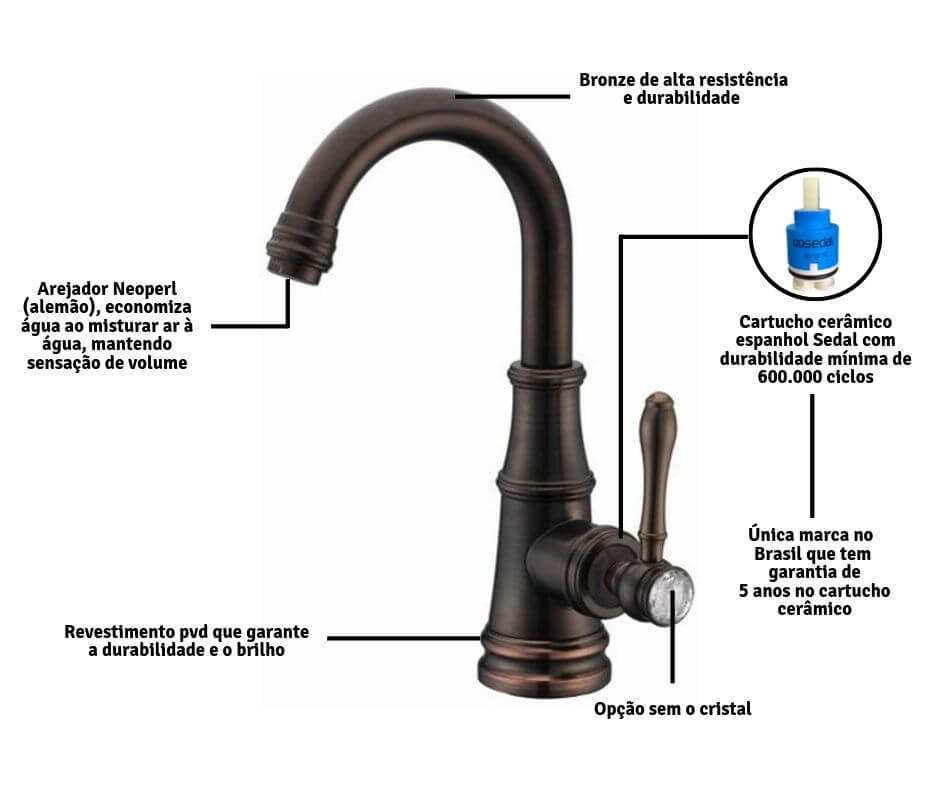 Bronze de alta resistência
e durabilidade
sedal
Arejador Neoperl
(alemão), economiza
água ao misturar ar à
água, mantendo
sensação de volume
Cartucho cerâmico
espanhol Sedal com
durabilidade mínima de
600.000 ciclos
Única marca no
Brasil que tem
garantia de
5 anos no cartucho
cerâmico
Revestimento pvd que garante
a durabilidade e o brilho
Opção sem o cristal